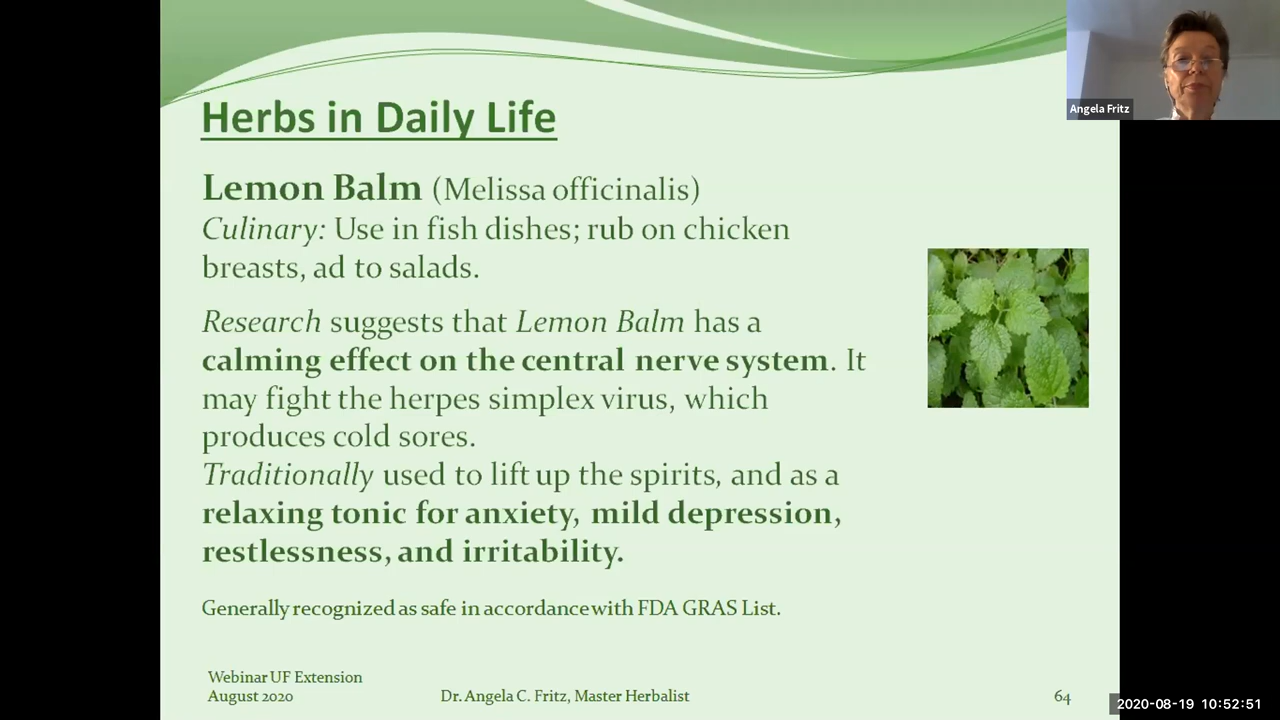 Angela Fritz
Herbs in Daily Life
Lemon Balm (Melissa officinalis)
Culinary: Use in fish dishes; rub on chicken
breasts, ad to salads.
Research suggests that Lemon Balm has a
calming effect on the central nerve system. It
may fight the herpes simplex virus, which
produces cold sores.
Traditionally used to lift up the spirits, and as a
relaxing tonic for anxiety, mild depression,
restlessness, and irritability.
Generally recognized as safe in accordance with FDA GRAS List.
Webinar UF Extension
August 2020
Dr. Angela C. Fritz, Master Herbalist
64
2020-08-19 10:52:51